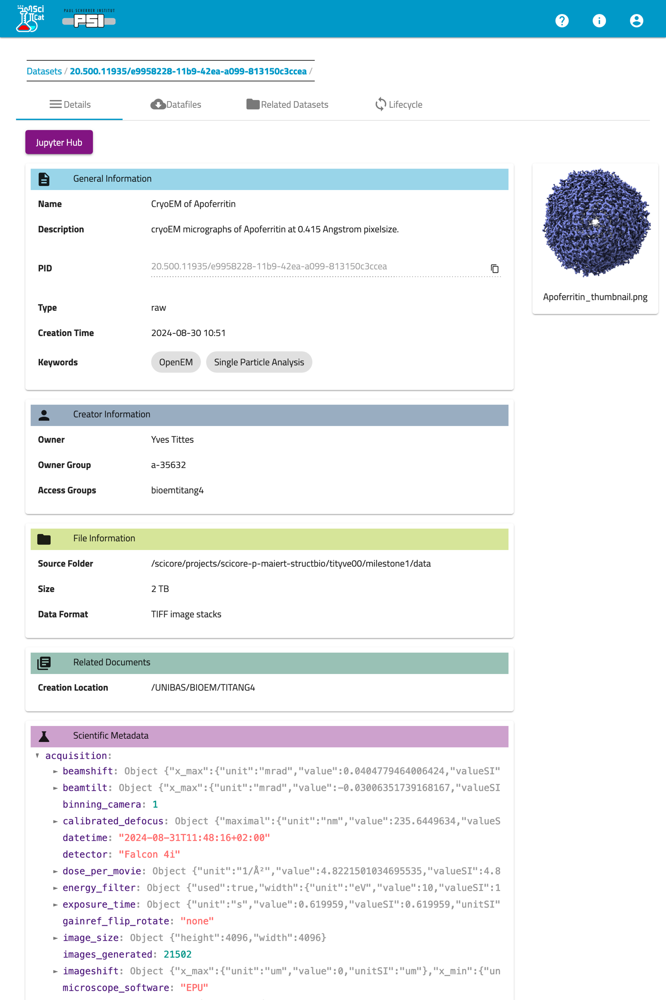 SciCat
PAUL SCHERRER INSTITUT
PSI
Datasets / 20.500.11935/e9958228-11b9-42ea-a099-813150c3ccea /
Details
Datafiles
Related Datasets
Lifecycle
Jupyter Hub
General Information
Name CryoEM of Apoferritin
Description cryoEM micrographs of Apoferritin at 0.415 Angstrom pixelsize.
PID 20.500.11935/e9958228-11b9-42ea-a099-813150c3ccea
Type raw
Creation Time 2024-08-30 10:51
Keywords OpenEM Single Particle Analysis
Apoferritin_thumbnail.png
Creator Information
Owner Yves Tittes
Owner Group a-35632
Access Groups bioemtitang4
File Information
Source Folder /scicore/projects/scicore-p-maiert-structbio/tityve00/milestone1/data
Size 2 TB
Data Format TIFF image stacks
Related Documents
Creation Location /UNIBAS/BIOEM/TITANG4
Scientific Metadata
acquisition:
beamshift: Object {"x_max":{"unit":"mrad","value":0.0404779464006424,"valueSI"
beamtilt: Object {"x_max":{"unit":"mrad","value":-0.03006351739168167,"valueSI
binning_camera: 1
calibrated_defocus: Object {"maximal":{"unit":"nm","value":235.6449634,"valueS
datetime: "2024-08-31T11:48:16+02:00"
detector: "Falcon 4i"
dose_per_movie: Object {"unit":"1/Å²","value":4.8221501034695535,"valueSI":4.8
energy_filter: Object {"used":true,"width":{"unit":"eV","value":10,"valueSI":1
exposure_time: Object {"unit":"s","value":0.619959,"valueSI":0.619959,"unitSI"
gainref_flip_rotate: "none"
image_size: Object {"height":4096,"width":4096}
images_generated: 21502
imageshift: Object {"x_max":{"unit":"um","value":0,"unitSI":"um"},"x_min":{"un
microscope_software: "EPU"